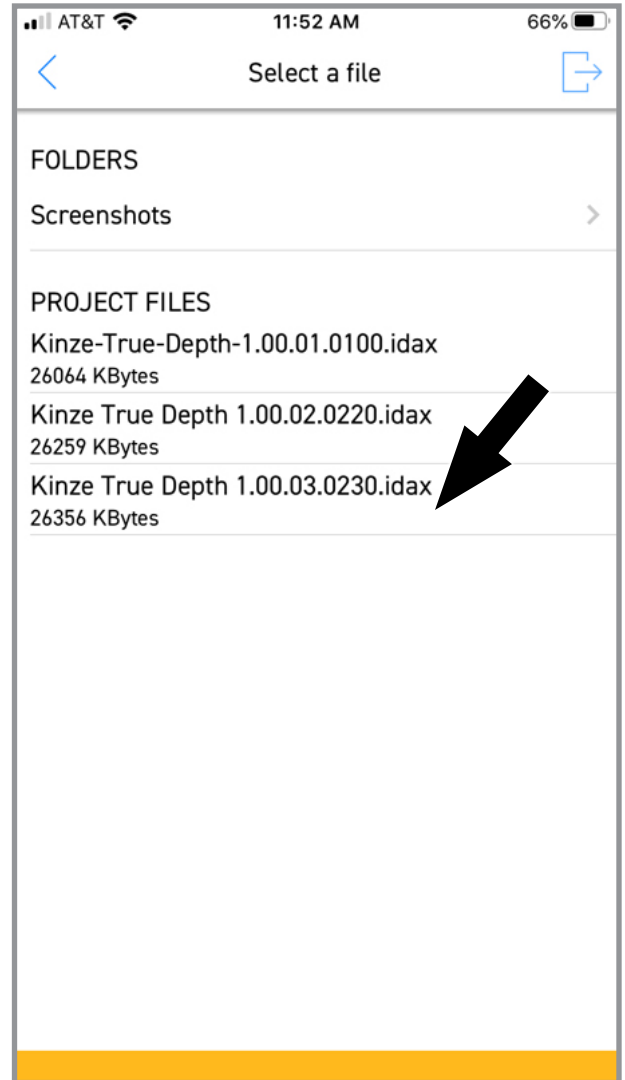 AT&T 11:52 AM 66%
Select a file
FOLDERS
Screenshots
PROJECT FILES
Kinze-True-Depth-1.00.01.0100.idax
26064 KBytes
Kinze True Depth 1.00.02.0220.idax
26259 KBytes
Kinze True Depth 1.00.03.0230.idax
26356 KBytes